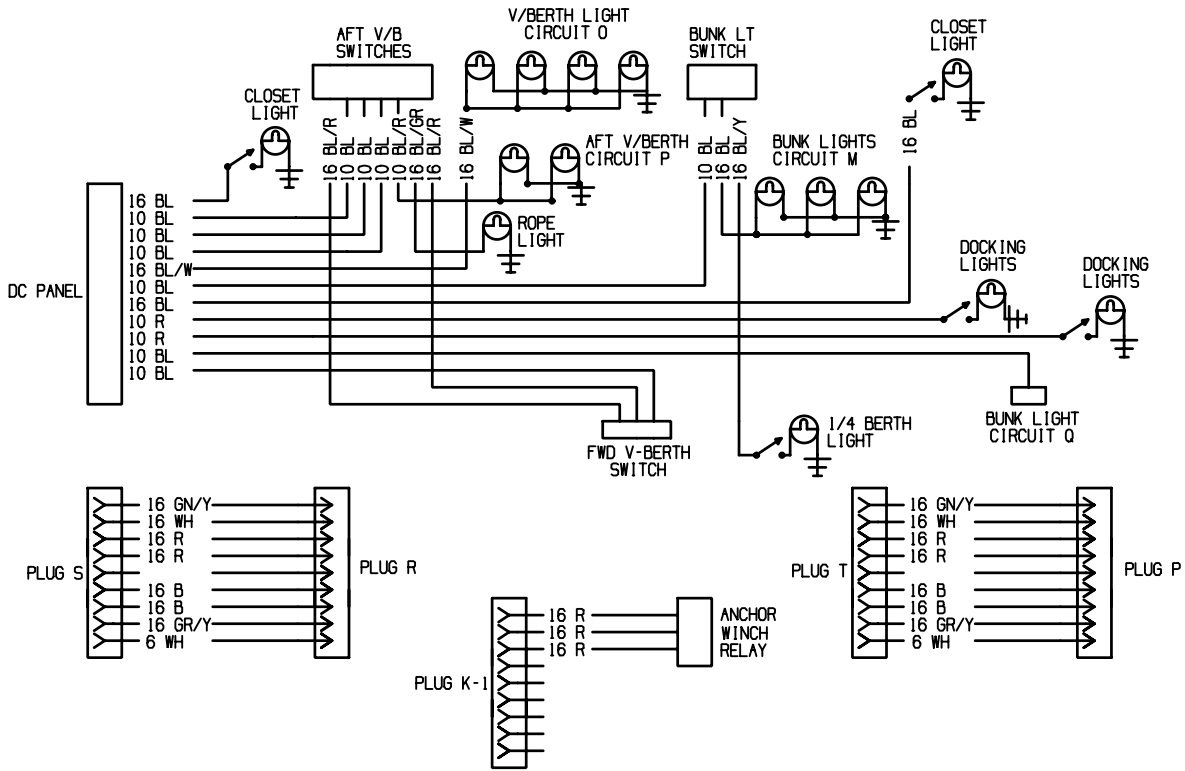 V/BERTH LIGHT
CIRCUIT O
AFT V/B
SWITCHES
BUNK LT
SWITCH
CLOSET
LIGHT
CLOSET
LIGHT
16 BL/R
10 BL
10 BL
10 BL
10 BL/R
16 BL/GR
16 BL/R
16 BL/W
AFT V/BERTH
CIRCUIT P
10 BL
16 BL
16 BL/Y
BUNK LIGHTS
CIRCUIT M
16 BL
ROPE
LIGHT
DC PANEL
16 BL
10 BL
10 BL
10 BL
16 BL/W
10 BL
16 BL
10 R
10 R
10 BL
10 BL
DOCKING
LIGHTS
DOCKING
LIGHTS
FWD V-BERTH
SWITCH
1/4 BERTH
LIGHT
BUNK LIGHT
CIRCUIT Q
PLUG S
16 GN/Y
16 WH
16 R
16 R
16 B
16 B
16 GR/Y
6 WH
PLUG R
PLUG K-1
16 R
16 R
16 R
ANCHOR
WINCH
RELAY
PLUG T
16 GN/Y
16 WH
16 R
16 R
16 B
16 B
16 GR/Y
6 WH
PLUG P